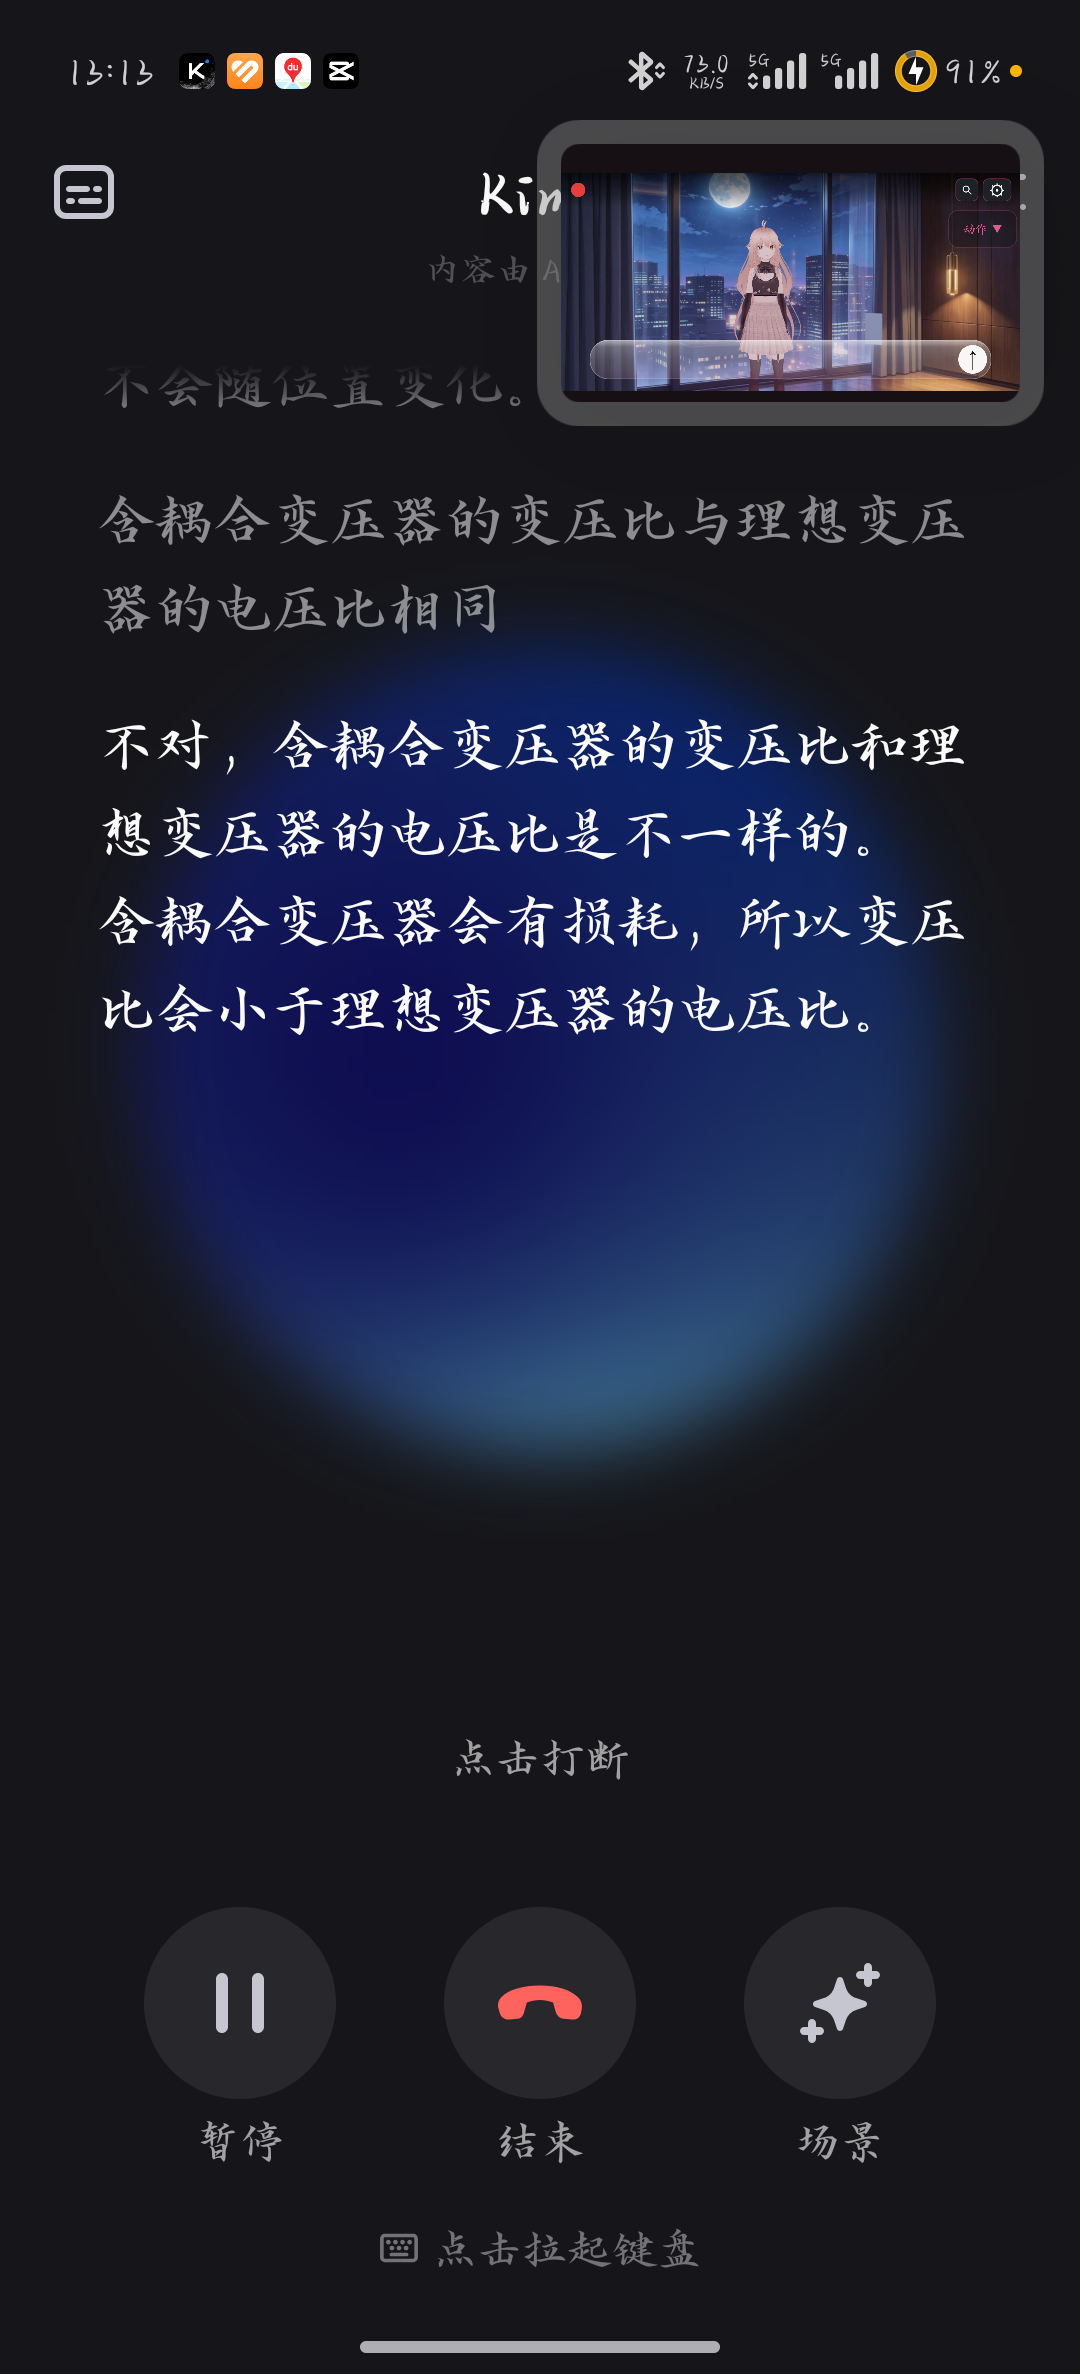 13:13
73.0
KB/S
5G
5G
91%
du
动作 ▼
内容由 A
不会随位置变化。
含耦合变压器的变压比与理想变压
器的电压比相同
不对，含耦合变压器的变压比和理
想变压器的电压比是不一样的。
含耦合变压器会有损耗，所以变压
比会小于理想变压器的电压比。
点击打断
暂停
结束
场景
点击拉起键盘